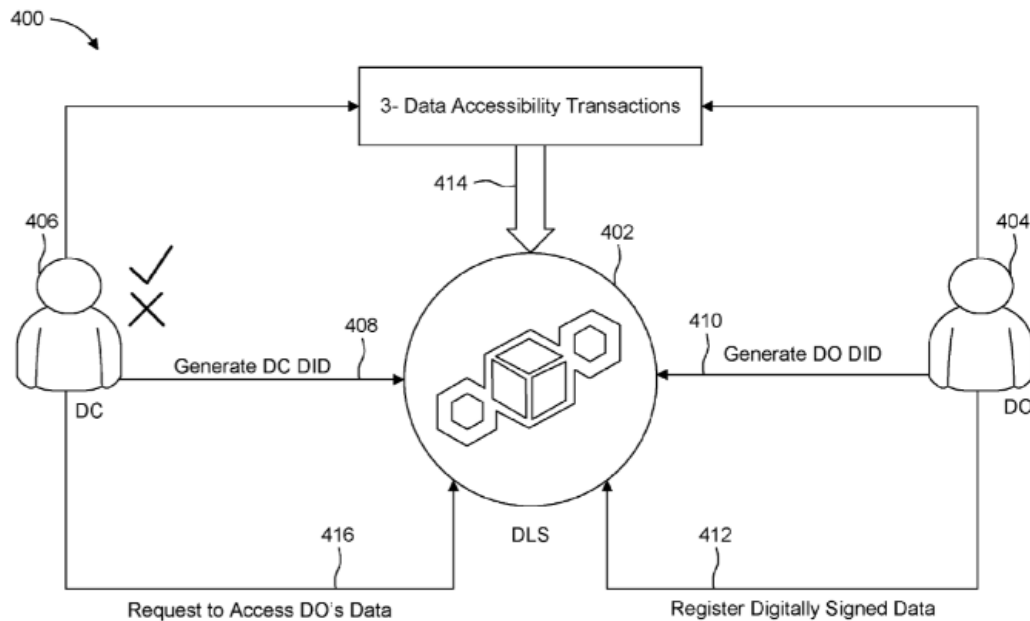 400
3- Data Accessibility Transactions
414
406
402
404
408
410
Generate DC DID
Generate DO DID
DC
DO
DLS
416
412
Request to Access DO's Data
Register Digitally Signed Data